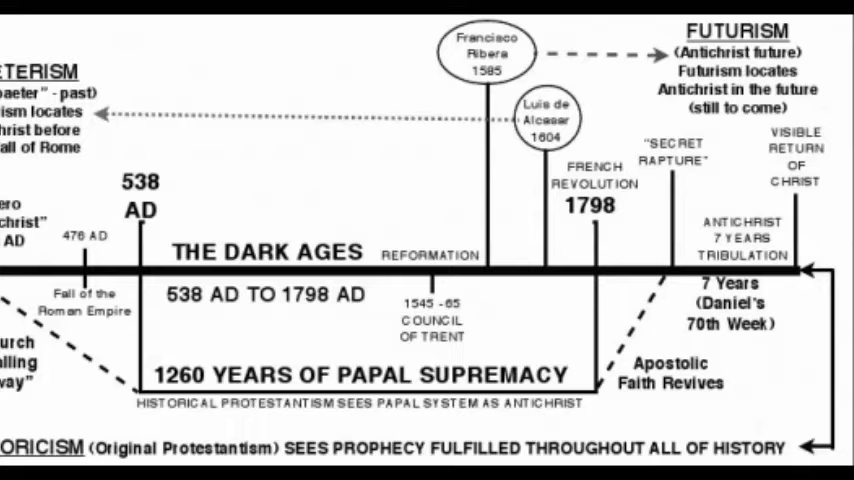 Francisco
Ribera
1585
FUTURISM
(Antichrist future)
Futurism locates
Antichrist in the future
(still to come)
ETERISM
paeter" - past)
ism locates
hrist before
all of Rome
Luis de
Alcasar
1604
"SECRET
RAPTURE"
VISIBLE
RETURN
OF
CHRIST
FRENCH
REVOLUTION
1798
538
AD
ero
christ"
AD
476 AD
THE DARK AGES
REFORMATION
ANTICHRIST
7 YEARS
TRIBULATION
Fall of the
Roman Empire
538 AD TO 1798 AD
1545 -65
COUNCIL
OF TRENT
7 Years
(Daniel's
70th Week)
urch
alling
way"
1260 YEARS OF PAPAL SUPREMACY
HISTORICAL PROTESTANTISM SEES PAPAL SYSTEM AS ANTICHRIST
Apostolic
Faith Revives
ORICISM (Original Protestantism) SEES PROPHECY FULFILLED THROUGHOUT ALL OF HISTORY